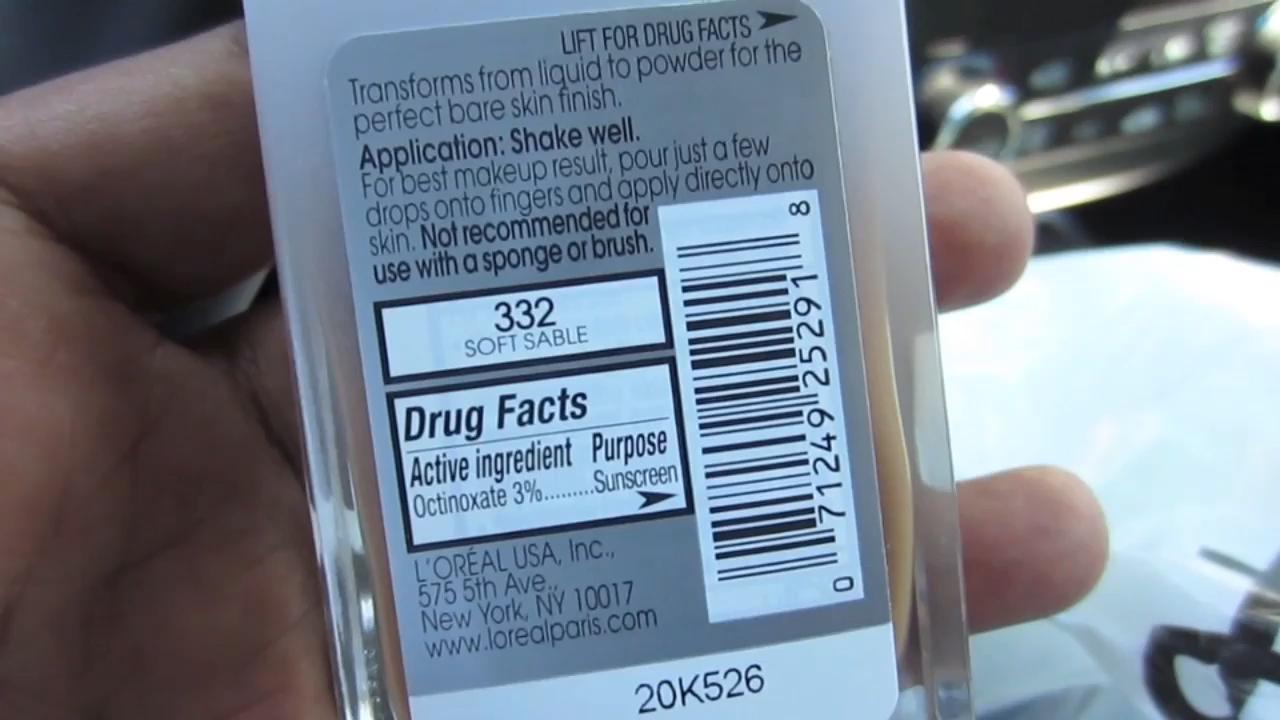 LIFT FOR DRUG FACTS
Transforms from liquid to powder for the
perfect bare skin finish.
Application: Shake well.
For best makeup result, pour just a few
drops onto fingers and apply directly onto
skin. Not recommended for
use with a sponge or brush.
332
SOFT SABLE
Drug Facts
Active ingredient Purpose
Octinoxate 3%.........Sunscreen
L'ORÉAL USA, Inc.,
575 5th Ave.,
New York, NY 10017
www.lorealparis.com
0 71249 25291 8
20K526